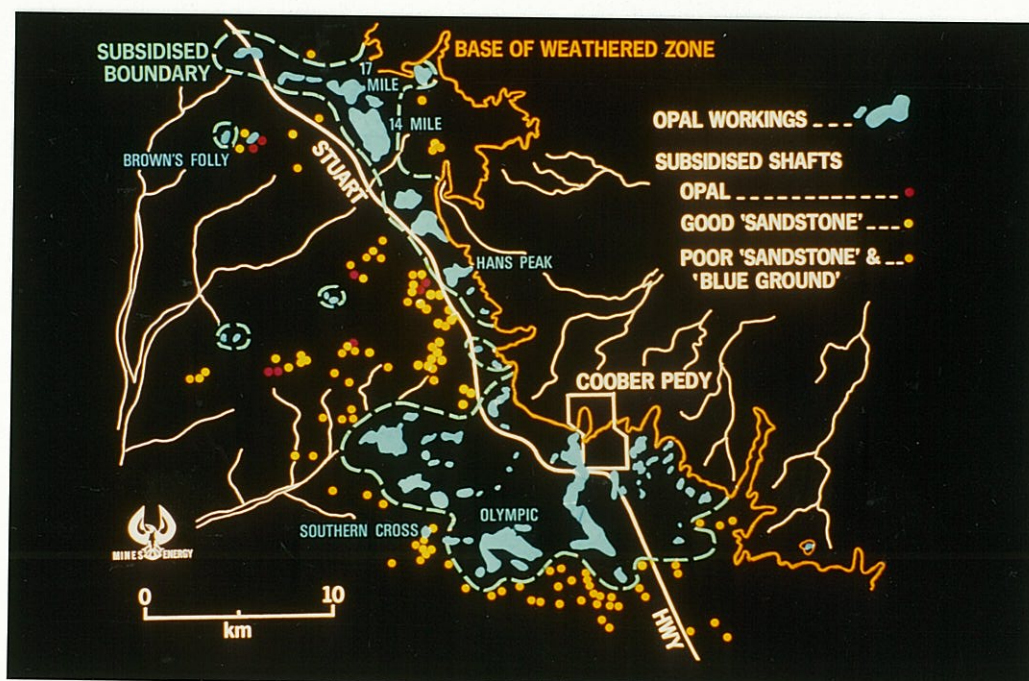 SUBSIDISED
BOUNDARY
BASE OF WEATHERED ZONE
17
MILE
14 MILE
BROWN'S FOLLY
STUART
OPAL WORKINGS ---
SUBSIDISED SHAFTS
OPAL ------------
GOOD 'SANDSTONE' ---
POOR 'SANDSTONE' & --
'BLUE GROUND'
HANS PEAK
COOBER PEDY
SOUTHERN CROSS
OLYMPIC
MINES ENERGY
0 10
km
HWY